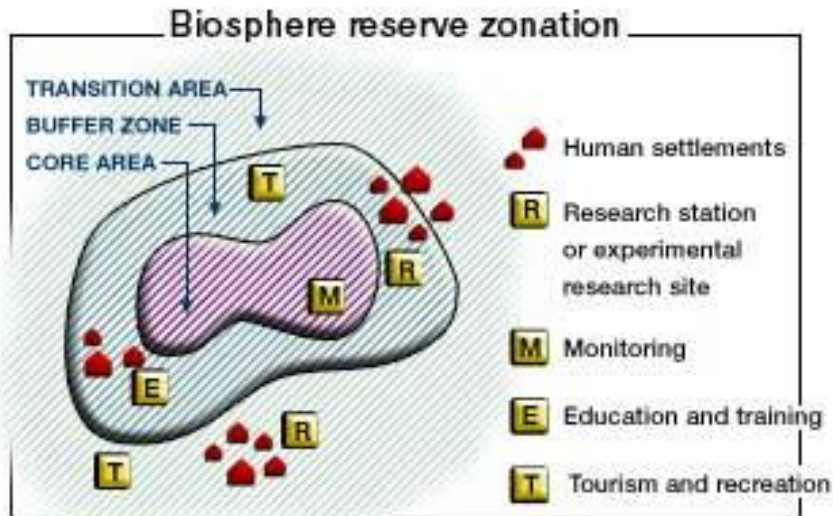 Biosphere reserve zonation
TRANSITION AREA
BUFFER ZONE
CORE AREA
T
R
M
E
R
T
Human settlements
R Research station
or experimental
research site
M Monitoring
E Education and training
T Tourism and recreation